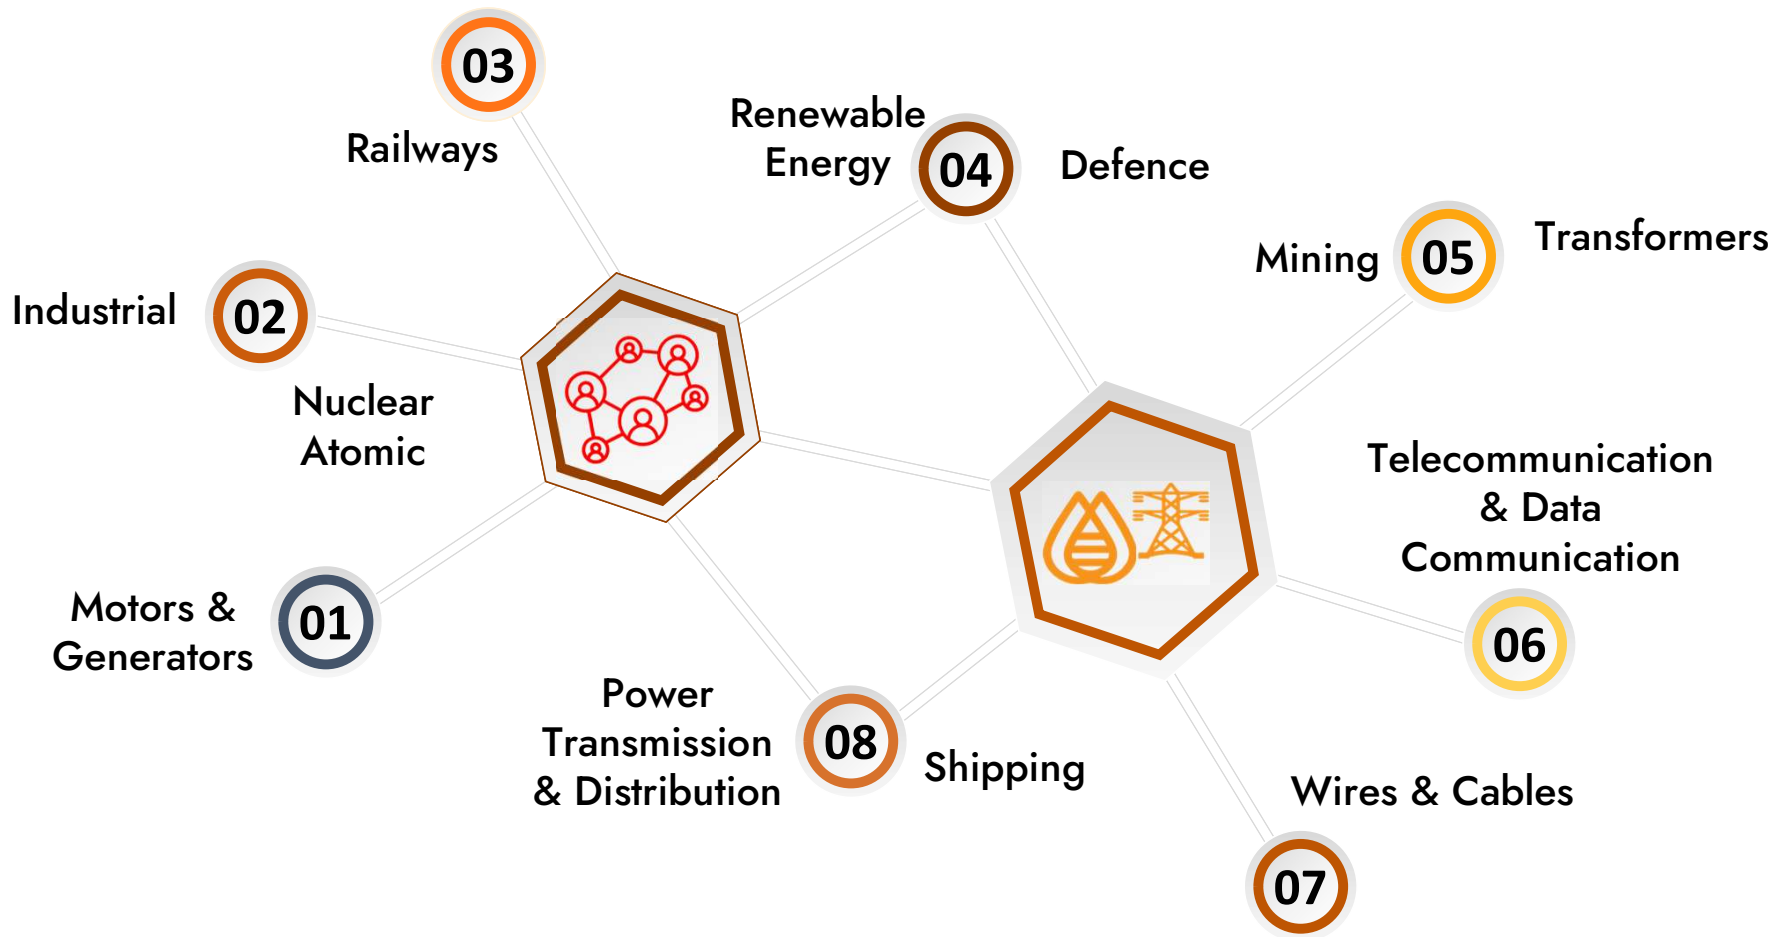 03
Railways
Renewable
Energy
04
Defence
Mining
05
Transformers
Industrial
02
Nuclear
Atomic
Telecommunication
& Data
Communication
06
Motors &
Generators
01
Power
Transmission
& Distribution
08
Shipping
Wires & Cables
07